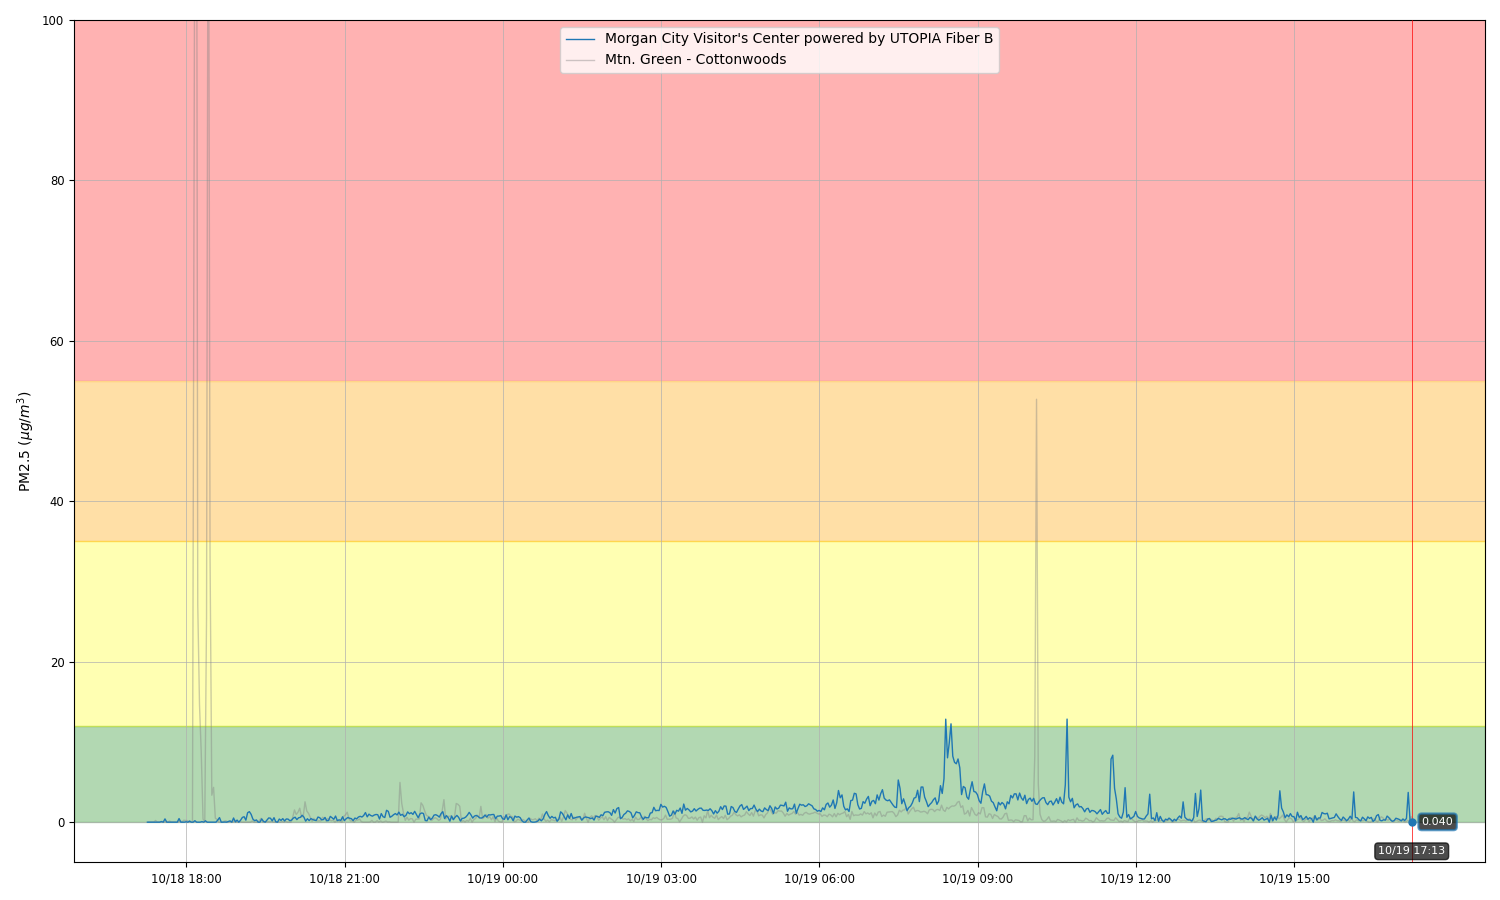 100
80
60
40
20
0
PM2.5 (μg/m³)
Morgan City Visitor's Center powered by UTOPIA Fiber B
Mtn. Green - Cottonwoods
0.040
10/19 17:13
10/18 18:00 10/18 21:00 10/19 00:00 10/19 03:00 10/19 06:00 10/19 09:00 10/19 12:00 10/19 15:00